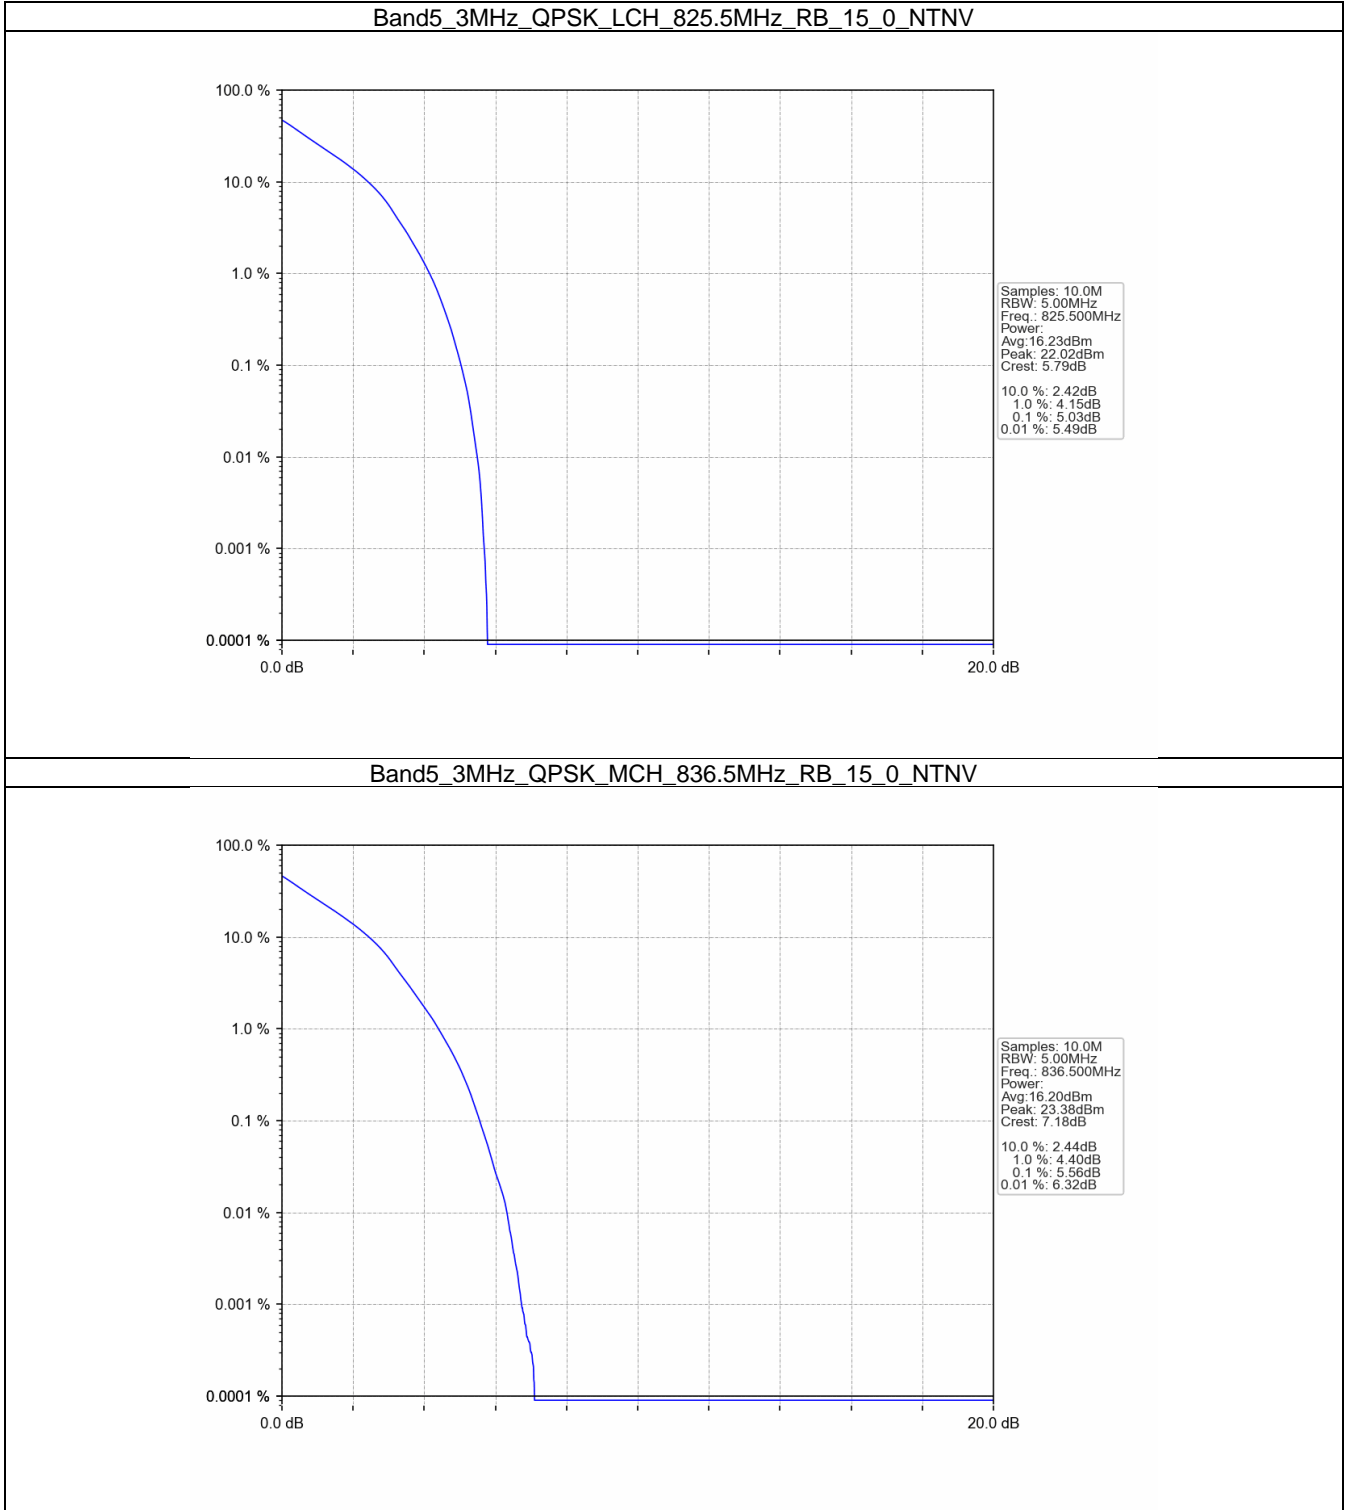 Band5_3MHz_QPSK_LCH_825.5MHz_RB_15_0_NTNV
100.0 %
10.0 %
1.0 %
0.1 %
0.01 %
0.001 %
0.0001 %
0.0 dB
20.0 dB
Samples: 10.0M
RBW: 5.00MHz
Freq.: 825.500MHz
Power:
Avg:16.23dBm
Peak: 22.02dBm
Crest: 5.79dB
10.0 %: 2.42dB
1.0 %: 4.15dB
0.1 %: 5.03dB
0.01 %: 5.49dB
Band5_3MHz_QPSK_MCH_836.5MHz_RB_15_0_NTNV
100.0 %
10.0 %
1.0 %
0.1 %
0.01 %
0.001 %
0.0001 %
0.0 dB
20.0 dB
Samples: 10.0M
RBW: 5.00MHz
Freq.: 836.500MHz
Power:
Avg:16.20dBm
Peak: 23.38dBm
Crest: 7.18dB
10.0 %: 2.44dB
1.0 %: 4.40dB
0.1 %: 5.56dB
0.01 %: 6.32dB